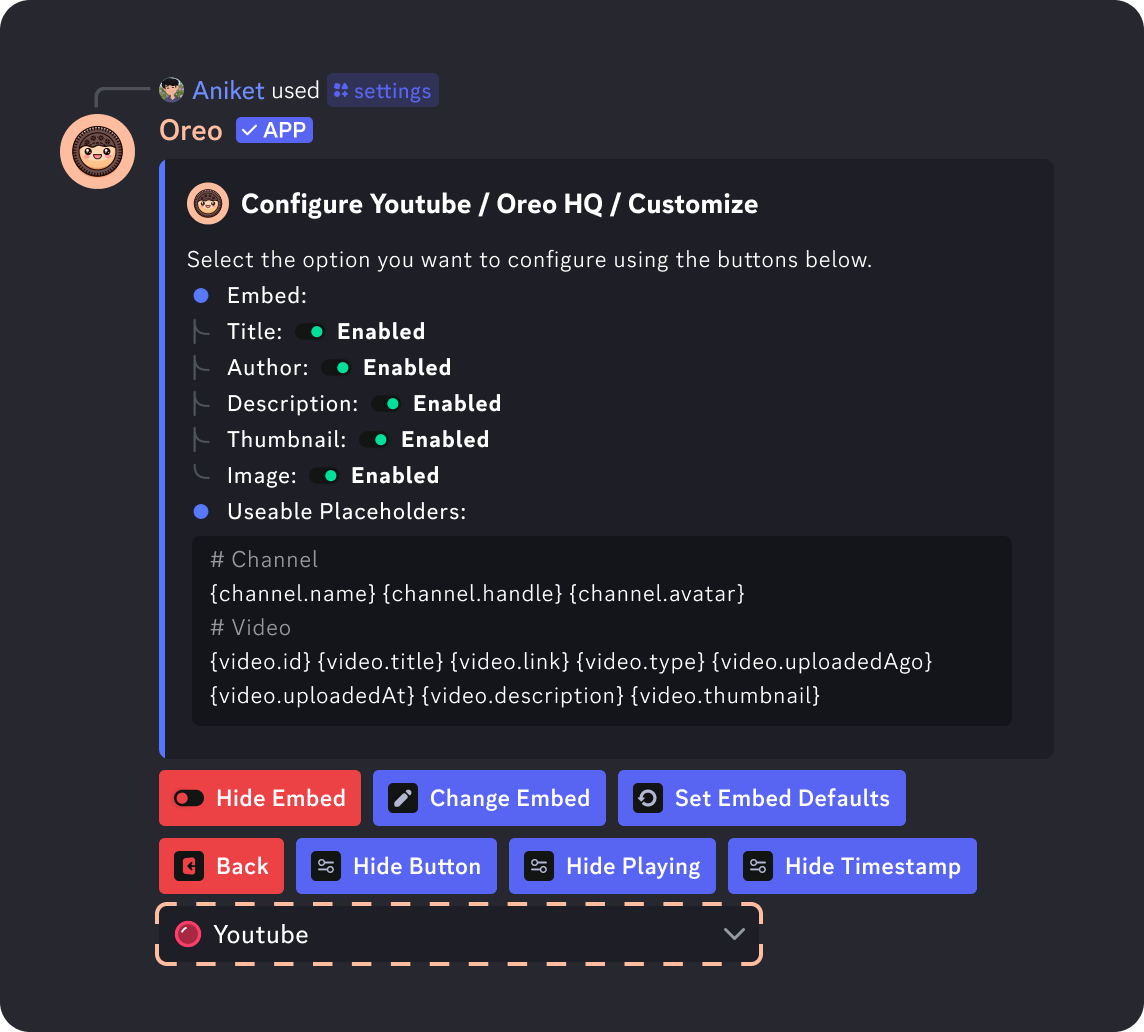 Aniket used settings
Oreo APP
Configure Youtube / Oreo HQ / Customize
Select the option you want to configure using the buttons below.
Embed:
Title: Enabled
Author: Enabled
Description: Enabled
Thumbnail: Enabled
Image: Enabled
Useable Placeholders:
# Channel
{channel.name} {channel.handle} {channel.avatar}
# Video
{video.id} {video.title} {video.link} {video.type} {video.uploadedAgo}
{video.uploadedAt} {video.description} {video.thumbnail}
Hide Embed Change Embed Set Embed Defaults
Back Hide Button Hide Playing Hide Timestamp
Youtube